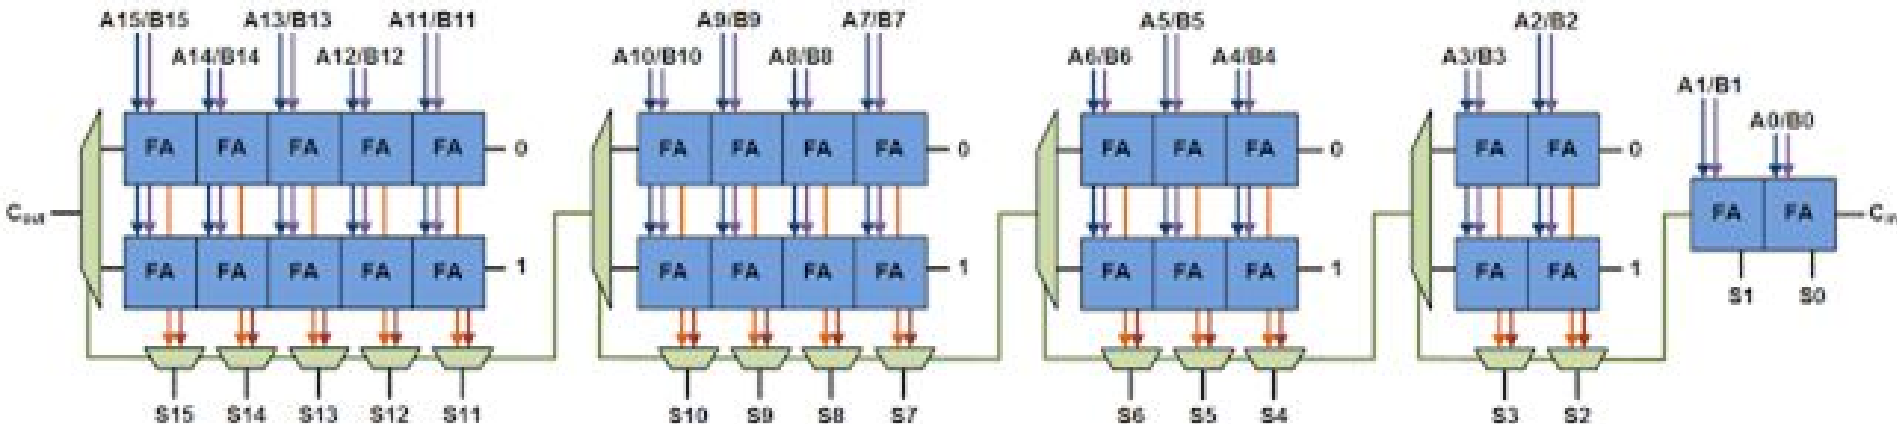 A15/B15 A13/B13 A11/B11 A9/B9 A7/B7 A5/B5 A2/B2
A14/B14 A12/B12 A10/B10 A8/B8 A6/B6 A4/B4 A3/B3
A1/B1
A0/B0
FA FA FA FA FA 0 FA FA FA FA 0 FA FA FA 0 FA FA 0
Cout FA FA Cin
FA FA FA FA FA 1 FA FA FA FA 1 FA FA FA 1 FA FA 1
S1 S0
S15 S14 S13 S12 S11 S10 S9 S8 S7 S6 S5 S4 S3 S2